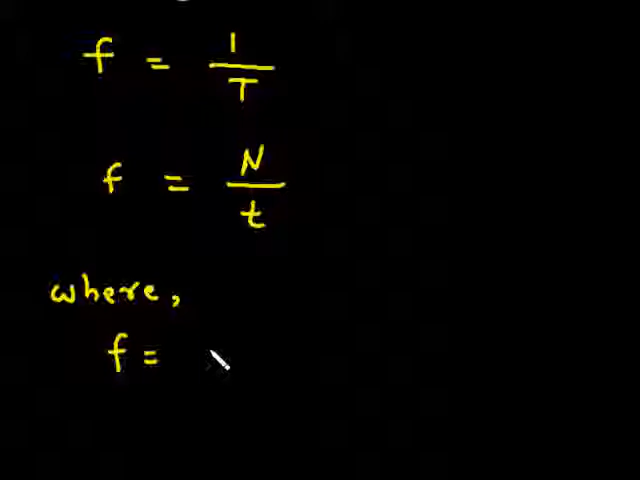 f = 1/T
f = N/t
where,
f =